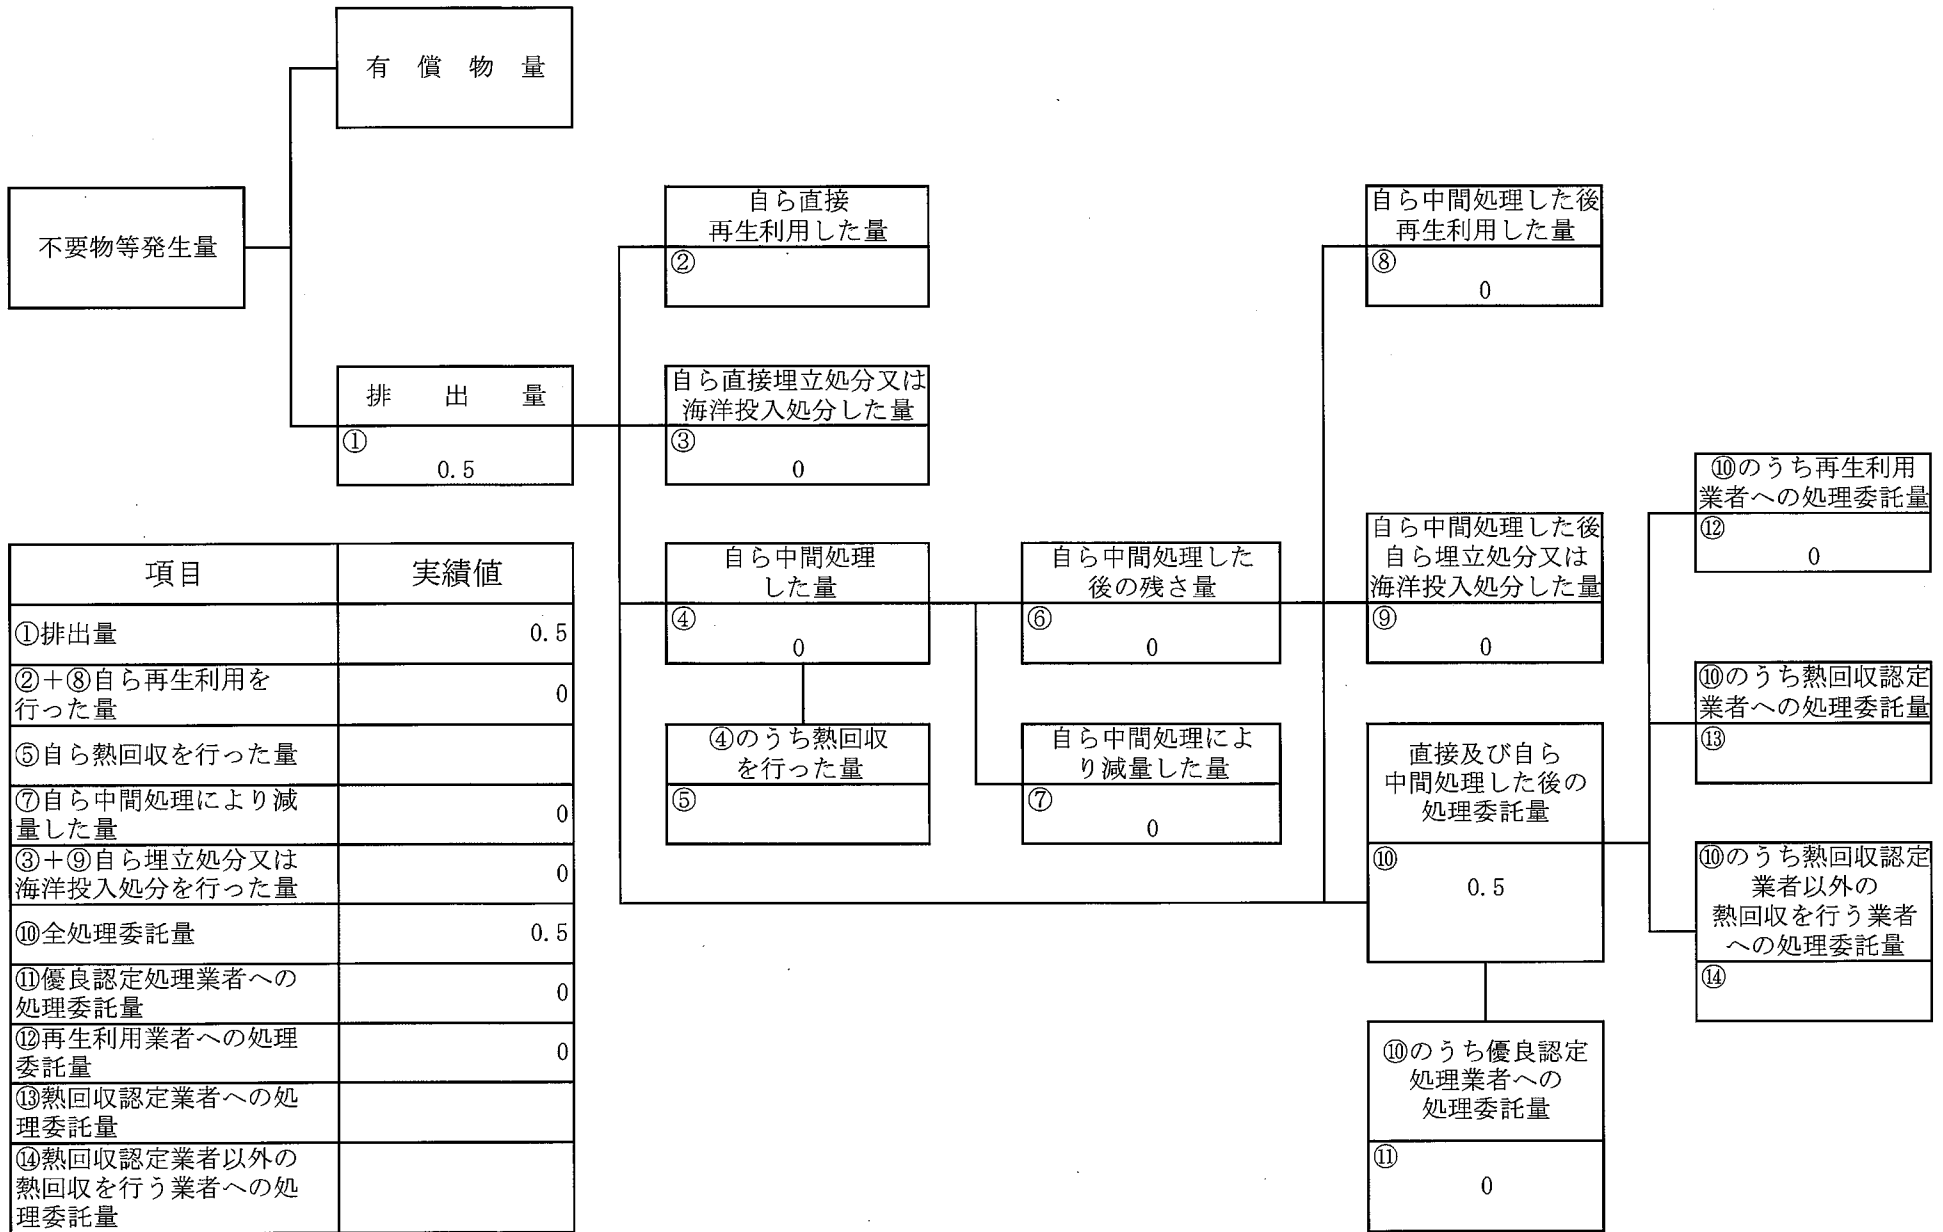 有償物量
不要物等発生量
排出量
①
0.5
自ら直接
再生利用した量
②
自ら直接埋立処分又は
海洋投入処分した量
③
0
自ら中間処理
した量
④
0
④のうち熱回収
を行った量
⑤
自ら中間処理した
後の残さ量
⑥
0
自ら中間処理によ
り減量した量
⑦
0
自ら中間処理した後
再生利用した量
⑧
0
自ら中間処理した後
自ら埋立処分又は
海洋投入処分した量
⑨
0
直接及び自ら
中間処理した後の
処理委託量
⑩
0.5
⑩のうち優良認定
処理業者への
処理委託量
⑪
0
⑩のうち再生利用
業者への処理委託量
⑫
0
⑩のうち熱回収認定
業者への処理委託量
⑬
⑩のうち熱回収認定
業者以外の
熱回収を行う業者
への処理委託量
⑭
項目 実績値
①排出量 0.5
②+⑧自ら再生利用を
行った量 0
⑤自ら熱回収を行った量
⑦自ら中間処理により減
量した量 0
③+⑨自ら埋立処分又は
海洋投入処分を行った量 0
⑩全処理委託量 0.5
⑪優良認定処理業者への
処理委託量 0
⑫再生利用業者への処理
委託量 0
⑬熱回収認定業者への処
理委託量
⑭熱回収認定業者以外の
熱回収を行う業者への処
理委託量